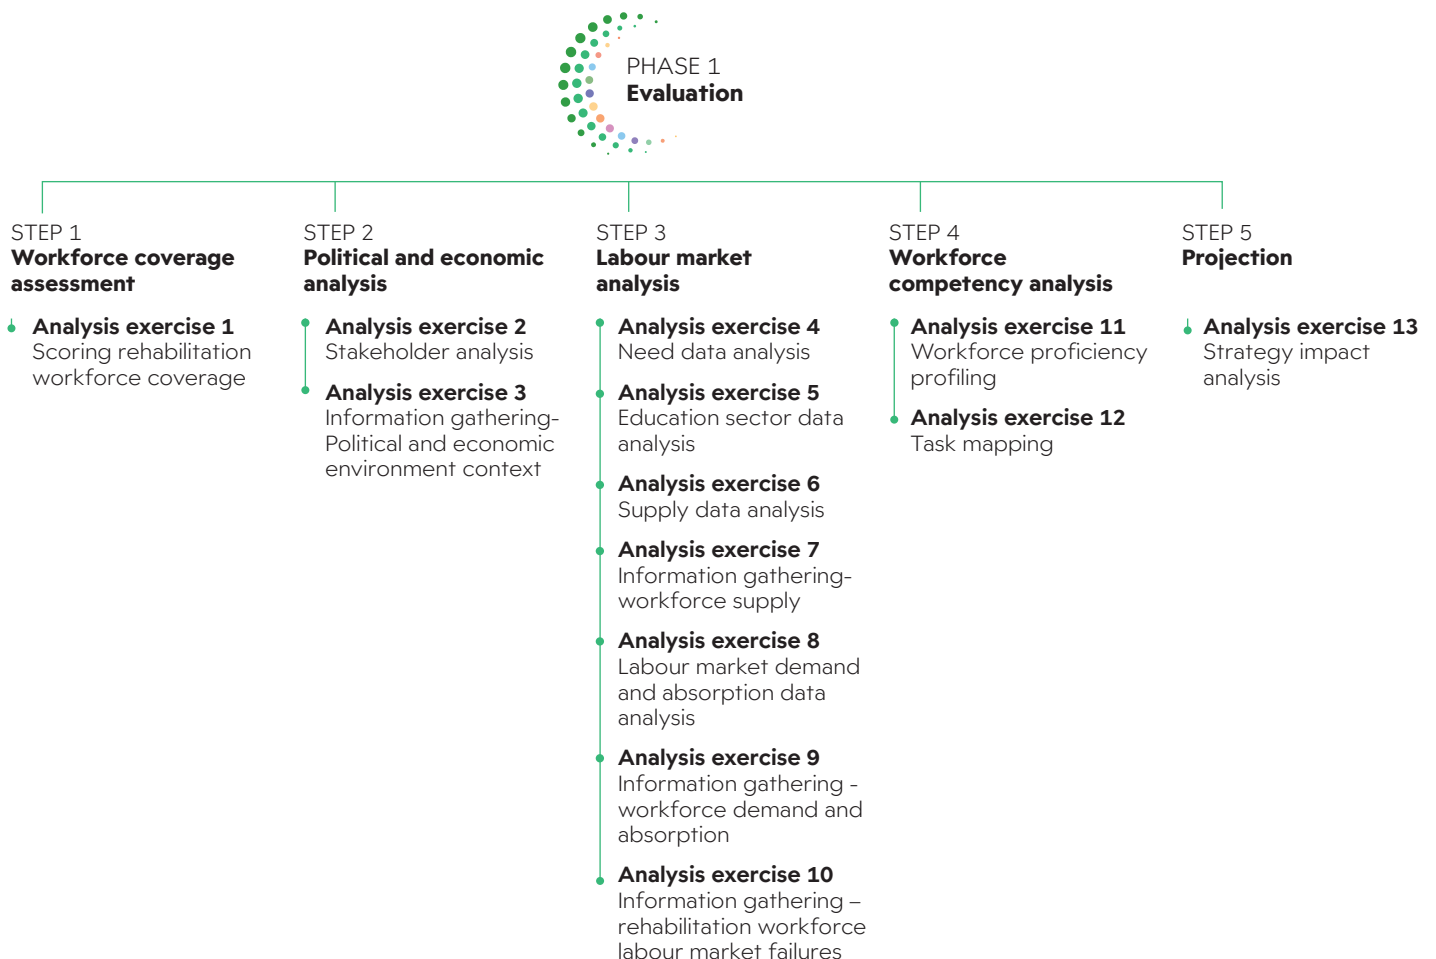 PHASE 1
Evaluation
STEP 1
Workforce coverage
assessment
Analysis exercise 1
Scoring rehabilitation
workforce coverage
STEP 2
Political and economic
analysis
Analysis exercise 2
Stakeholder analysis
Analysis exercise 3
Information gathering-
Political and economic
environment context
STEP 3
Labour market
analysis
Analysis exercise 4
Need data analysis
Analysis exercise 5
Education sector data
analysis
Analysis exercise 6
Supply data analysis
Analysis exercise 7
Information gathering-
workforce supply
Analysis exercise 8
Labour market demand
and absorption data
analysis
Analysis exercise 9
Information gathering -
workforce demand and
absorption
Analysis exercise 10
Information gathering –
rehabilitation workforce
labour market failures
STEP 4
Workforce
competency analysis
Analysis exercise 11
Workforce proficiency
profiling
Analysis exercise 12
Task mapping
STEP 5
Projection
Analysis exercise 13
Strategy impact
analysis